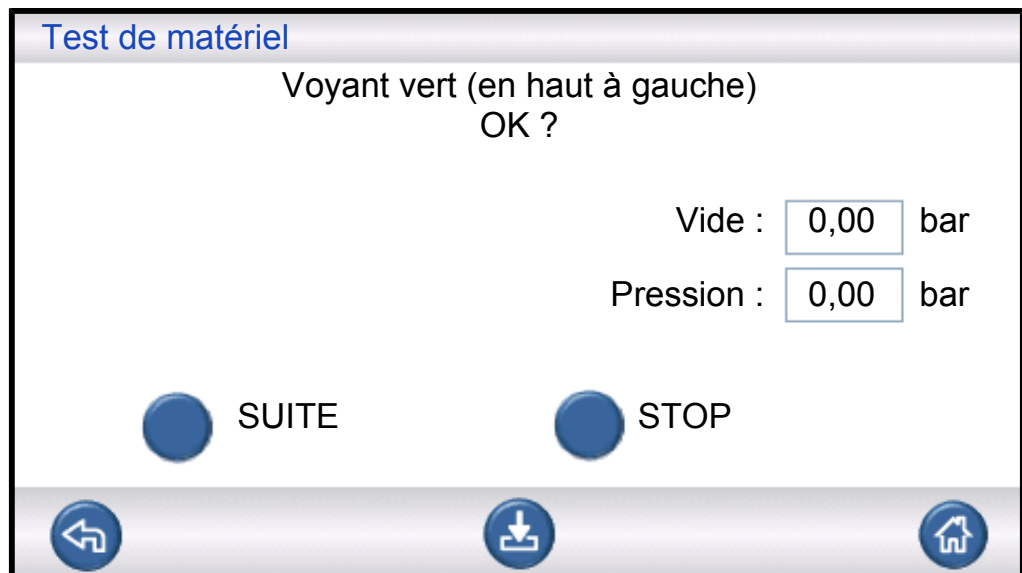 Test de matériel
Voyant vert (en haut à gauche)
OK ?
Vide : 0,00 bar
Pression : 0,00 bar
SUITE STOP